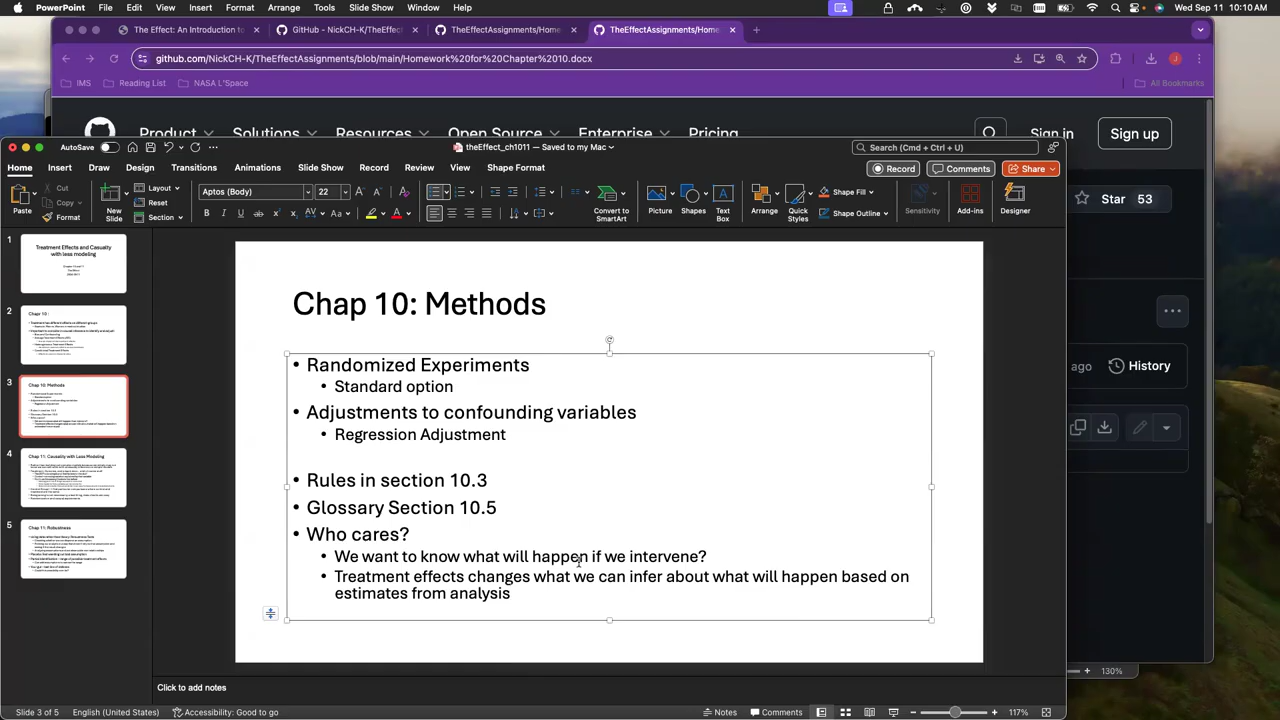 PowerPoint File Edit View Insert Format Arrange Tools Slide Show Window Help Wed Sep 11 10:10 AM
The Effect: An Introduction to GitHub - NickCH-K/TheEffect TheEffectAssignments/Home TheEffectAssignments/Home
github.com/NickCH-K/TheEffectAssignments/blob/main/Homework%20for%20Chapter%2010.docx
IMS Reading List NASA L'Space All Bookmarks
Product Solutions Resources Open Source Enterprise Pricing Sign in Sign up
AutoSave theEffect_ch1011 — Saved to my Mac Search (Cmd + Ctrl + U)
Home Insert Draw Design Transitions Animations Slide Show Record Review View Shape Format Record Comments Share
Paste Cut Copy Format New Slide Layout Reset Section Aptos (Body) 22 Convert to SmartArt Picture Shapes Text Box Arrange Quick Styles Shape Fill Shape Outline Sensitivity Add-ins Designer
Star 53
ago History
1
Treatment Effects and Casualty
with less modeling
2
3
Chap 10: Methods
4
Chap 11: Causality with Less Modeling
5
Chap 11: Robustness
Chap 10: Methods
• Randomized Experiments
• Standard option
• Adjustments to confounding variables
• Regression Adjustment
• Rules in section 10.3
• Glossary Section 10.5
• Who cares?
• We want to know what will happen if we intervene?
• Treatment effects changes what we can infer about what will happen based on
estimates from analysis
130%
Click to add notes
Slide 3 of 5 English (United States) Accessibility: Good to go Notes Comments 117%